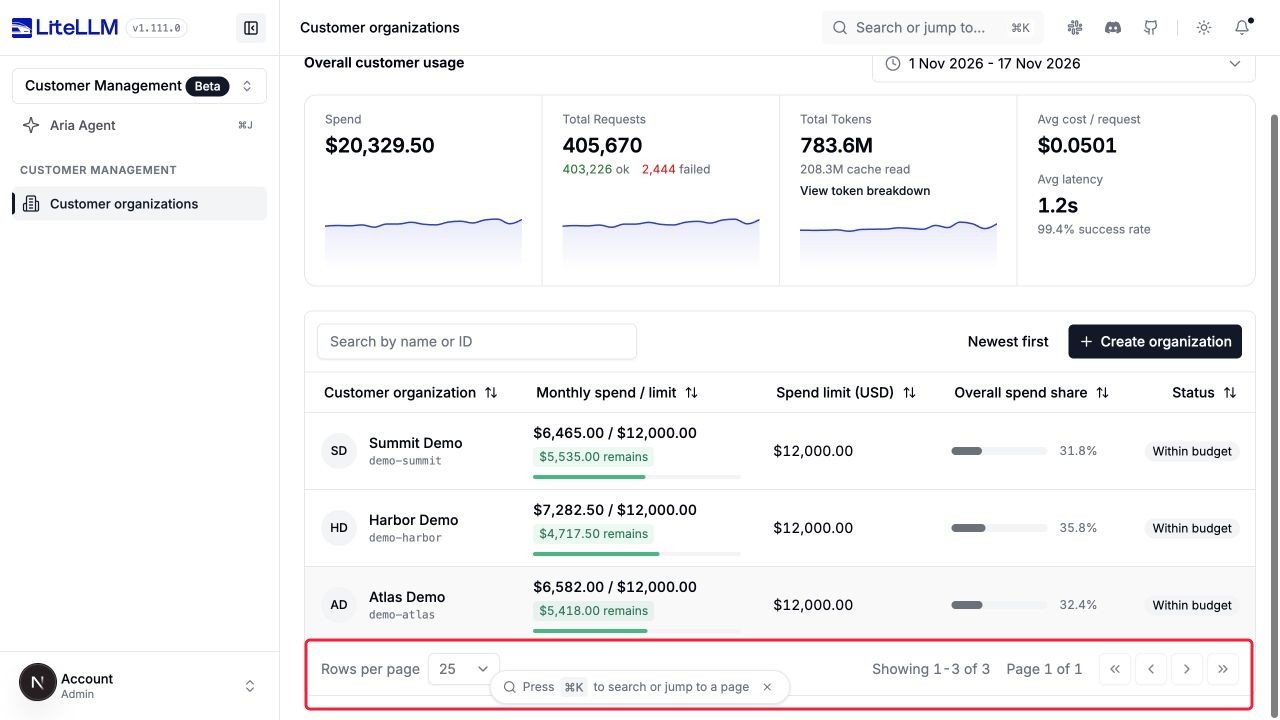 LiteLLM v1.111.0
Customer organizations
Search or jump to... ⌘K
Customer Management Beta
Aria Agent ⌘J
CUSTOMER MANAGEMENT
Customer organizations
Overall customer usage
1 Nov 2026 - 17 Nov 2026
Spend
$20,329.50
Total Requests
405,670
403,226 ok 2,444 failed
Total Tokens
783.6M
208.3M cache read
View token breakdown
Avg cost / request
$0.0501
Avg latency
1.2s
99.4% success rate
Search by name or ID
Newest first
+ Create organization
Customer organization Monthly spend / limit Spend limit (USD) Overall spend share Status
SD
Summit Demo
demo-summit
$6,465.00 / $12,000.00
$5,535.00 remains
$12,000.00
31.8%
Within budget
HD
Harbor Demo
demo-harbor
$7,282.50 / $12,000.00
$4,717.50 remains
$12,000.00
35.8%
Within budget
AD
Atlas Demo
demo-atlas
$6,582.00 / $12,000.00
$5,418.00 remains
$12,000.00
32.4%
Within budget
Rows per page 25
Showing 1-3 of 3 Page 1 of 1
Press ⌘K to search or jump to a page
N
Account
Admin